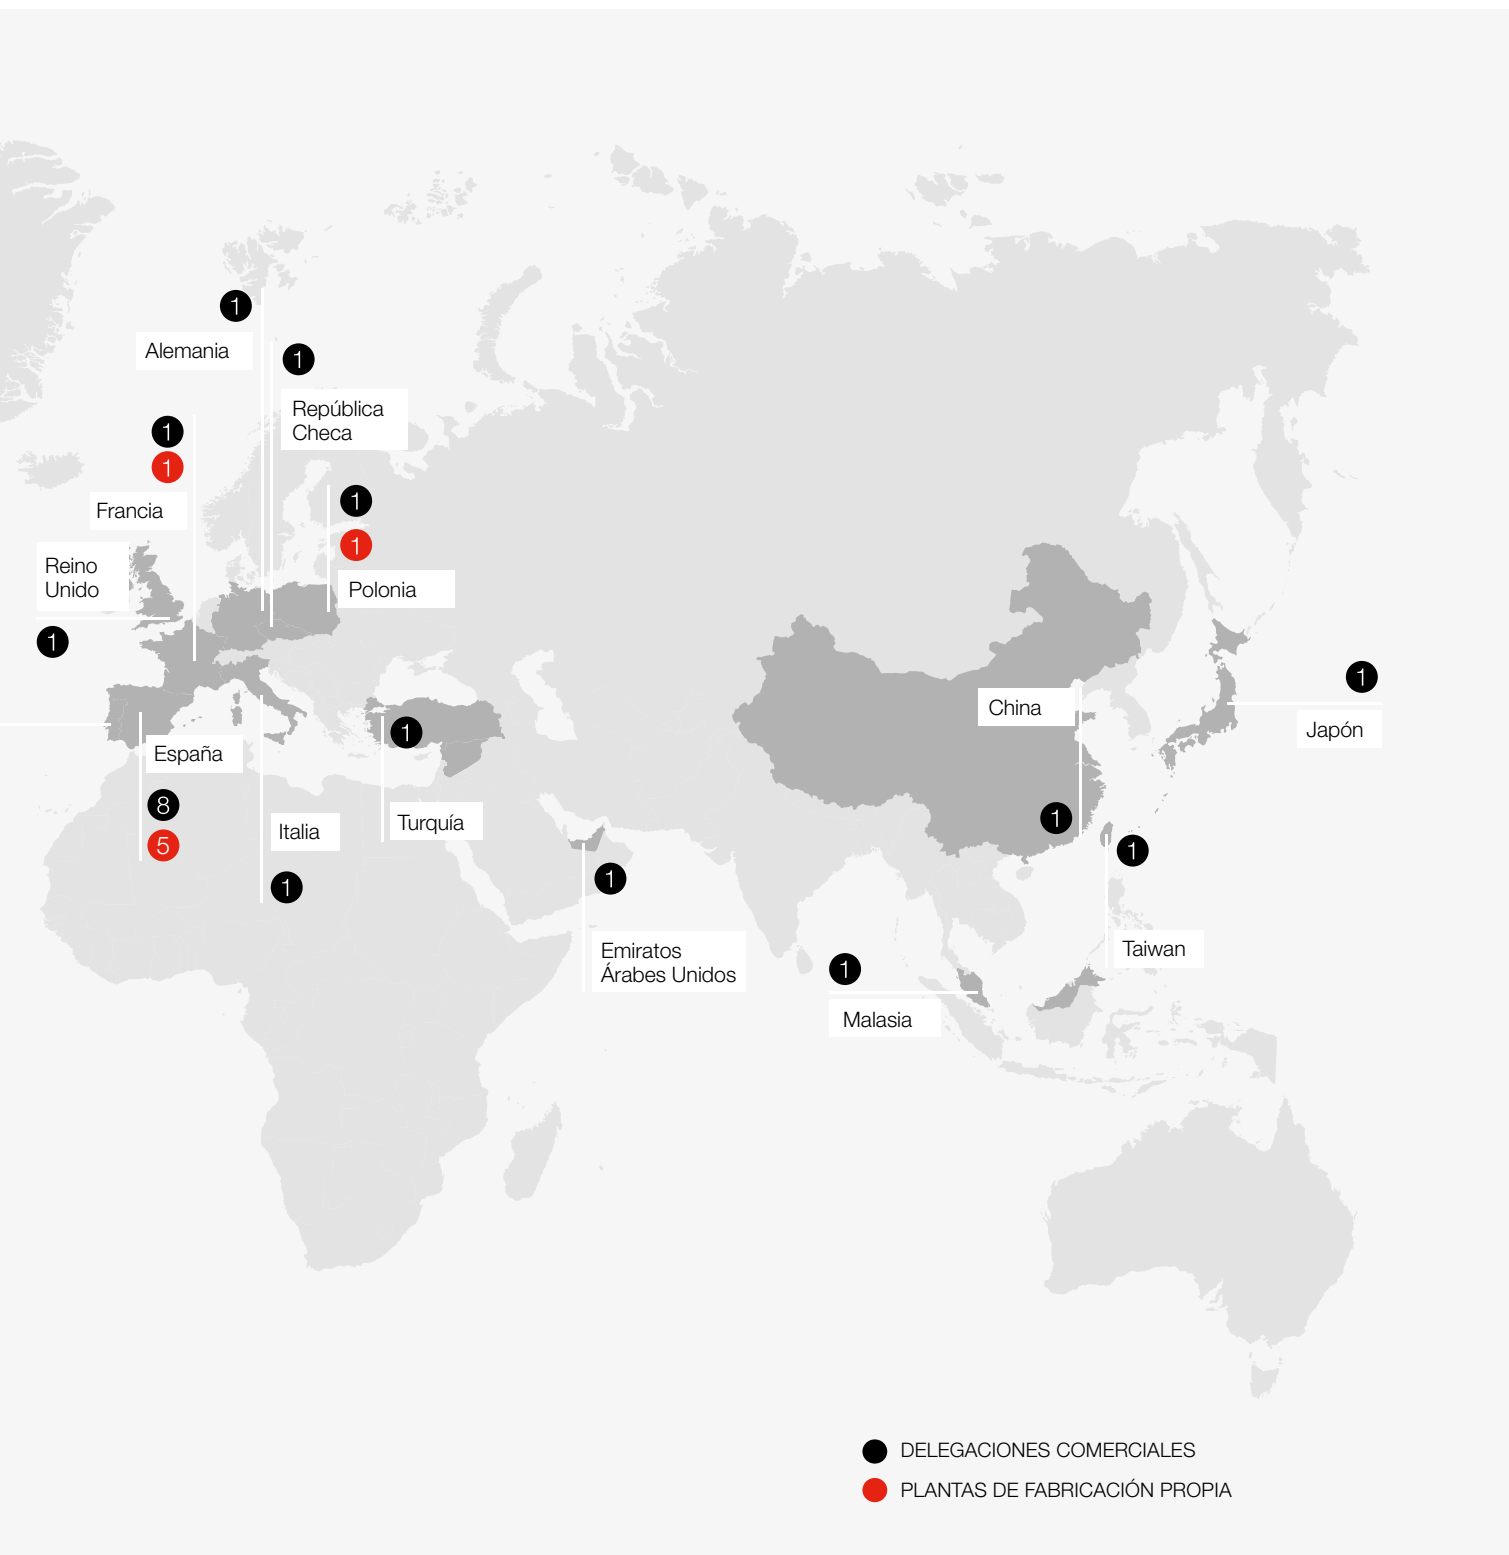 1
Alemania
1
República
Checa
1
1
Francia
1
1
Polonia
Reino
Unido
1
España
8
5
Italia
1
1
Turquía
1
Emiratos
Árabes Unidos
China
1
1
Japón
1
Taiwan
1
Malasia
DELEGACIONES COMERCIALES
PLANTAS DE FABRICACIÓN PROPIA